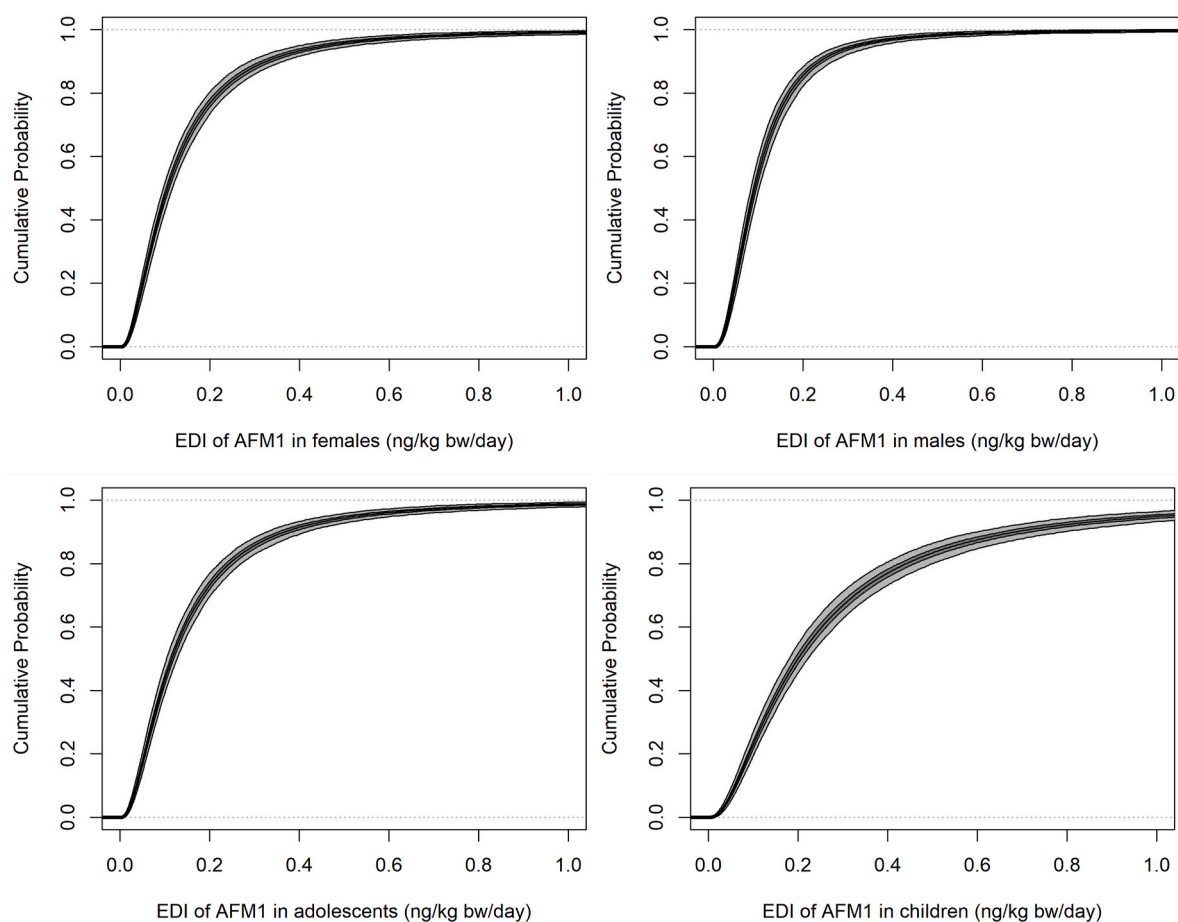 Cumulative Probability
1.0
0.8
0.6
0.4
0.2
0.0
0.0 0.2 0.4 0.6 0.8 1.0
EDI of AFM1 in females (ng/kg bw/day)
Cumulative Probability
1.0
0.8
0.6
0.4
0.2
0.0
0.0 0.2 0.4 0.6 0.8 1.0
EDI of AFM1 in males (ng/kg bw/day)
Cumulative Probability
1.0
0.8
0.6
0.4
0.2
0.0
0.0 0.2 0.4 0.6 0.8 1.0
EDI of AFM1 in adolescents (ng/kg bw/day)
Cumulative Probability
1.0
0.8
0.6
0.4
0.2
0.0
0.0 0.2 0.4 0.6 0.8 1.0
EDI of AFM1 in children (ng/kg bw/day)